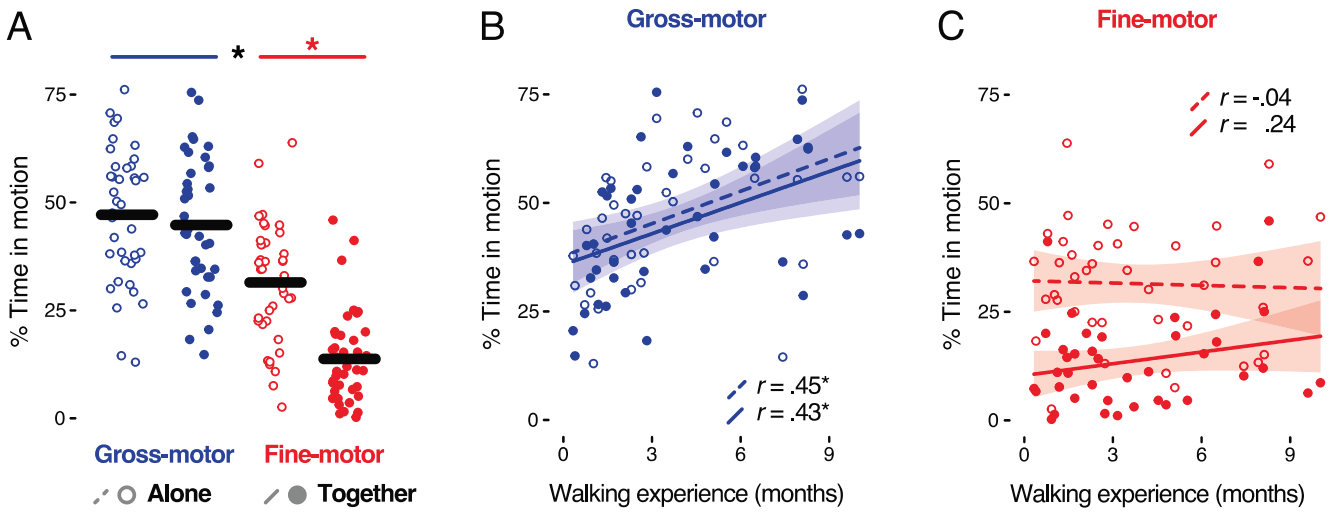 A
*
*
% Time in motion
75
50
25
0
Gross-motor
Fine-motor
Alone
Together
B
Gross-motor
% Time in motion
75
50
25
0
r = .45*
r = .43*
0
3
6
9
Walking experience (months)
C
Fine-motor
% Time in motion
75
50
25
0
r = -.04
r = .24
0
3
6
9
Walking experience (months)